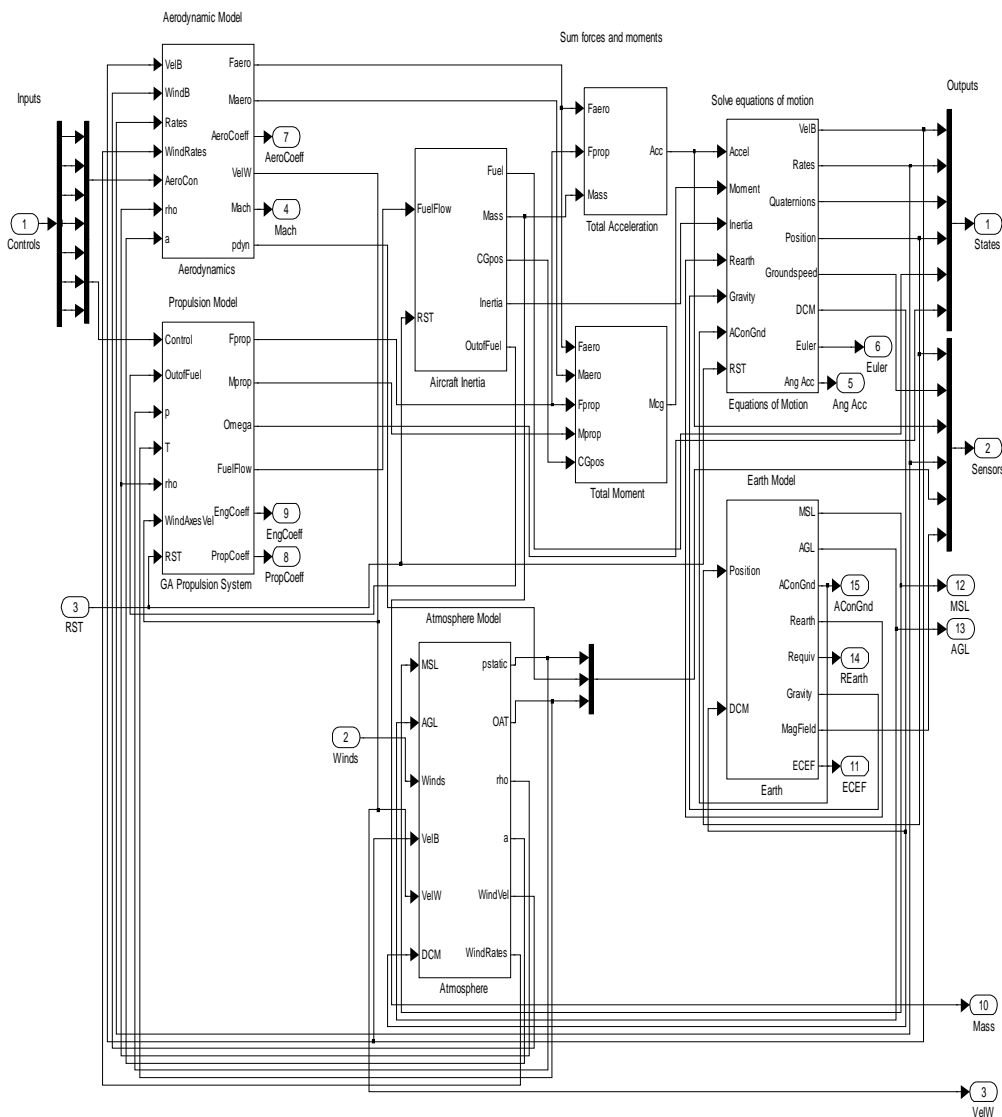 Inputs
1
Controls
3
RST
Aerodynamic Model
VelB
WindB
Rates
WindRates
AeroCon
rho
a
Faero
Maero
AeroCoeff
VelW
Mach
pdyn
Aerodynamics
7
AeroCoeff
4
Mach
Propulsion Model
Control
OutofFuel
p
T
rho
WindAxesVel
RST
Fprop
Mprop
Omega
FuelFlow
EngCoeff
PropCoeff
GA Propulsion System
9
EngCoeff
8
PropCoeff
FuelFlow
RST
Fuel
Mass
CGpos
Inertia
OutofFuel
Aircraft Inertia
Sum forces and moments
Faero
Fprop
Mass
Acc
Total Acceleration
Faero
Maero
Fprop
Mprop
CGpos
Mcg
Total Moment
Solve equations of motion
Accel
Moment
Inertia
Rearth
Gravity
AConGnd
RST
VelB
Rates
Quaternions
Position
Groundspeed
DCM
Euler
Ang Acc
Equations of Motion
6
Euler
5
Ang Acc
Outputs
1
States
2
Sensors
Earth Model
Position
DCM
MSL
AGL
AConGnd
Rearth
Requiv
Gravity
MagField
ECEF
Earth
15
AConGnd
14
REarth
11
ECEF
12
MSL
13
AGL
Atmosphere Model
2
Winds
MSL
AGL
Winds
VelB
VelW
DCM
pstatic
OAT
rho
a
WindVel
WindRates
Atmosphere
10
Mass
3
VelW